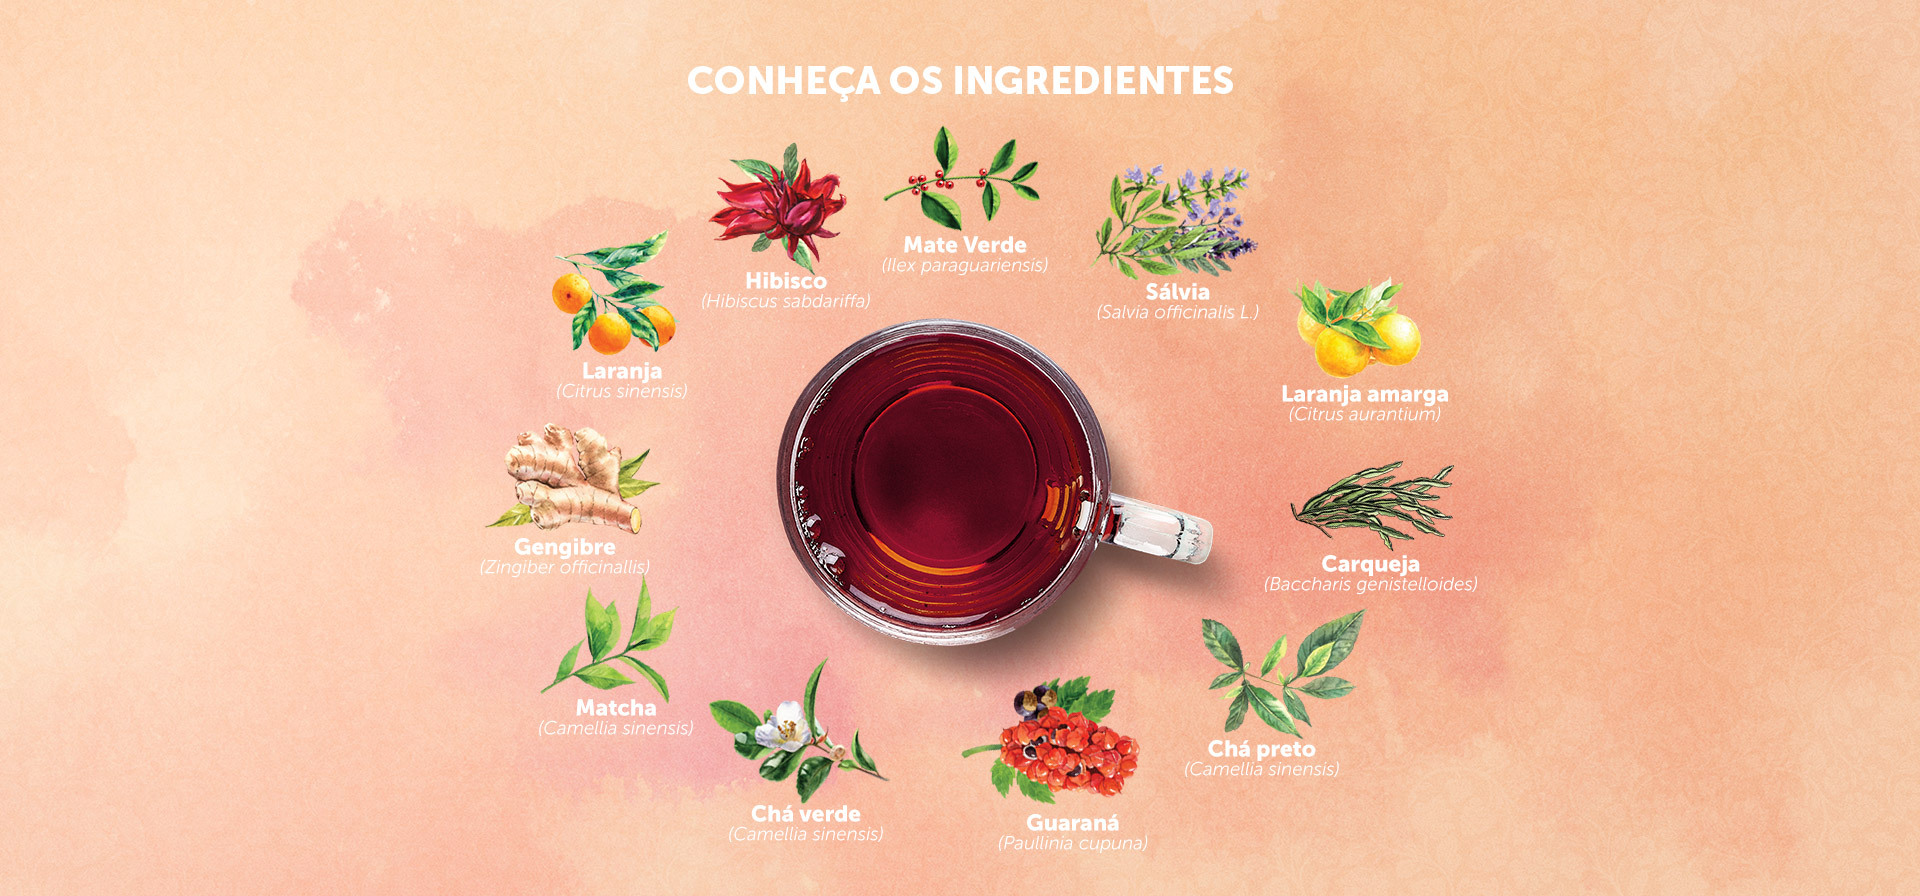 CONHEÇA OS INGREDIENTES
Mate Verde
(Ilex paraguariensis)
Hibisco
(Hibiscus sabdariffa)
Sálvia
(Salvia officinalis L.)
Laranja
(Citrus sinensis)
Laranja amarga
(Citrus aurantium)
Gengibre
(Zingiber officinallis)
Carqueja
(Baccharis genistelloides)
Matcha
(Camellia sinensis)
Chá preto
(Camellia sinensis)
Chá verde
(Camellia sinensis)
Guaraná
(Paullinia cupuna)